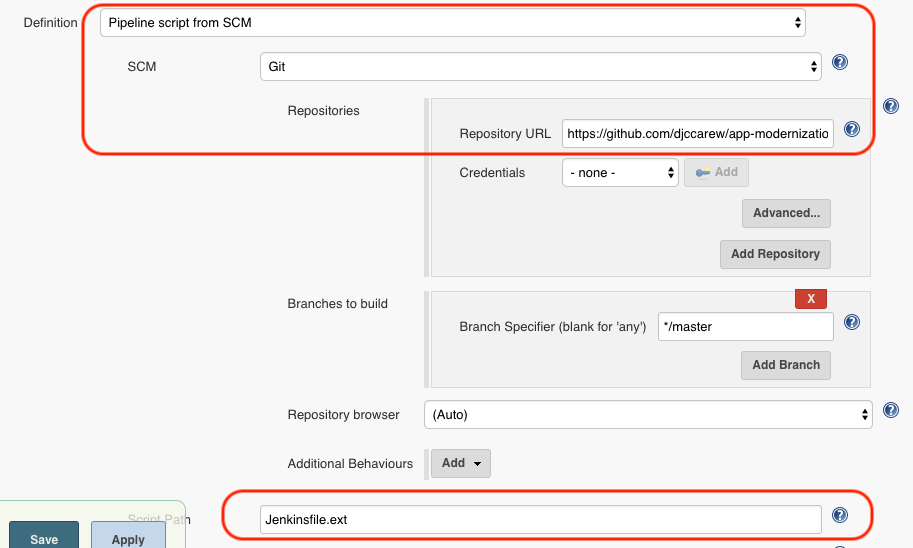 Definition Pipeline script from SCM
SCM Git ?
Repositories ?
Repository URL https://github.com/djccarew/app-modernizatio ?
Credentials - none - Add
Advanced...
Add Repository
Branches to build X
Branch Specifier (blank for 'any') */master ?
Add Branch
Repository browser (Auto) ?
Additional Behaviours Add
Script Path Jenkinsfile.ext ?
Save Apply